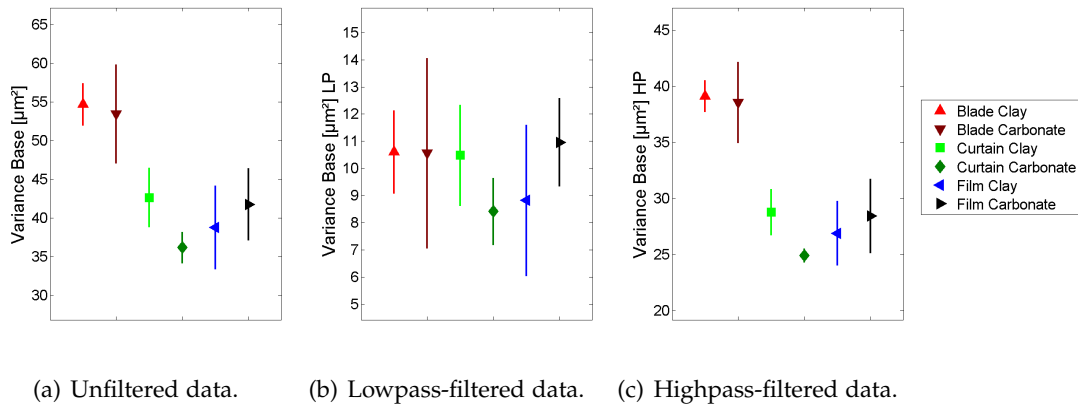 Variance Base [µm²]
65
60
55
50
45
40
35
30
Variance Base [µm²] LP
15
14
13
12
11
10
9
8
7
6
5
Variance Base [µm²] HP
45
40
35
30
25
20
Blade Clay
Blade Carbonate
Curtain Clay
Curtain Carbonate
Film Clay
Film Carbonate
(a) Unfiltered data.
(b) Lowpass-filtered data.
(c) Highpass-filtered data.